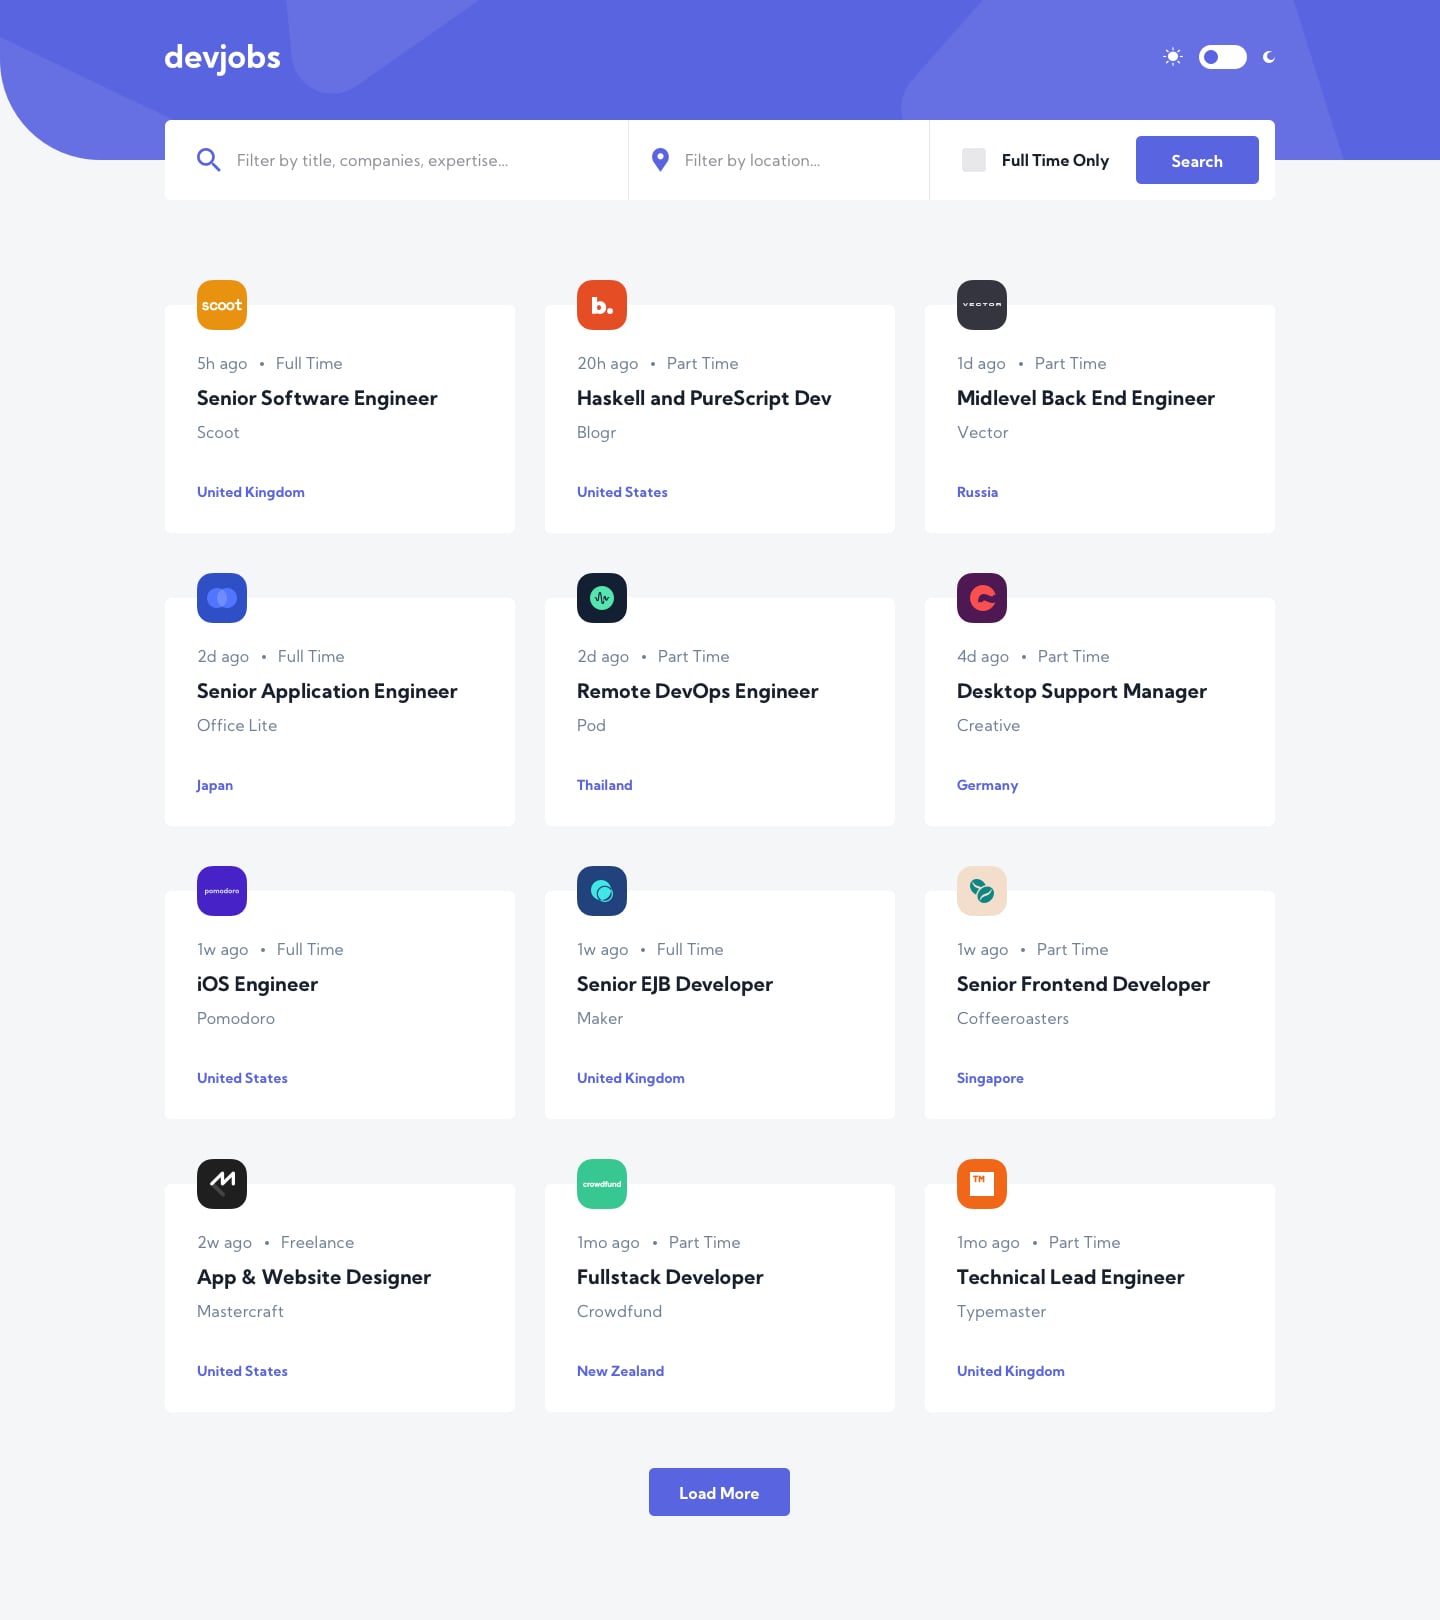 devjobs
Filter by title, companies, expertise…
Filter by location…
Full Time Only
Search
scoot
5h ago • Full Time
Senior Software Engineer
Scoot
United Kingdom
b.
20h ago • Part Time
Haskell and PureScript Dev
Blogr
United States
VECTOR
1d ago • Part Time
Midlevel Back End Engineer
Vector
Russia
2d ago • Full Time
Senior Application Engineer
Office Lite
Japan
2d ago • Part Time
Remote DevOps Engineer
Pod
Thailand
4d ago • Part Time
Desktop Support Manager
Creative
Germany
pomodoro
1w ago • Full Time
iOS Engineer
Pomodoro
United States
1w ago • Full Time
Senior EJB Developer
Maker
United Kingdom
1w ago • Part Time
Senior Frontend Developer
Coffeeroasters
Singapore
2w ago • Freelance
App & Website Designer
Mastercraft
United States
crowdfund
1mo ago • Part Time
Fullstack Developer
Crowdfund
New Zealand
TM
1mo ago • Part Time
Technical Lead Engineer
Typemaster
United Kingdom
Load More